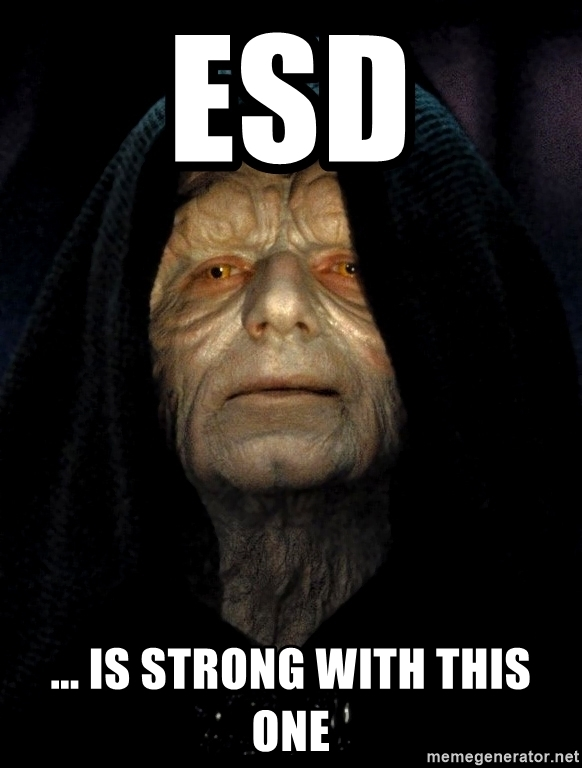 ESD
... IS STRONG WITH THIS
ONE
memegenerator.net